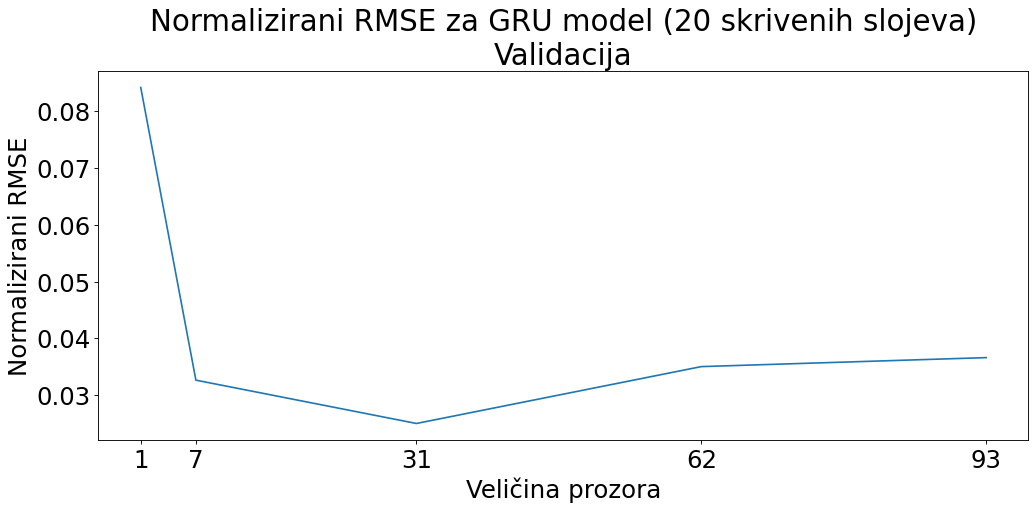 Normalizirani RMSE za GRU model (20 skrivenih slojeva)
Validacija
Normalizirani RMSE
0.08
0.07
0.06
0.05
0.04
0.03
1 7 31 62 93
Veličina prozora